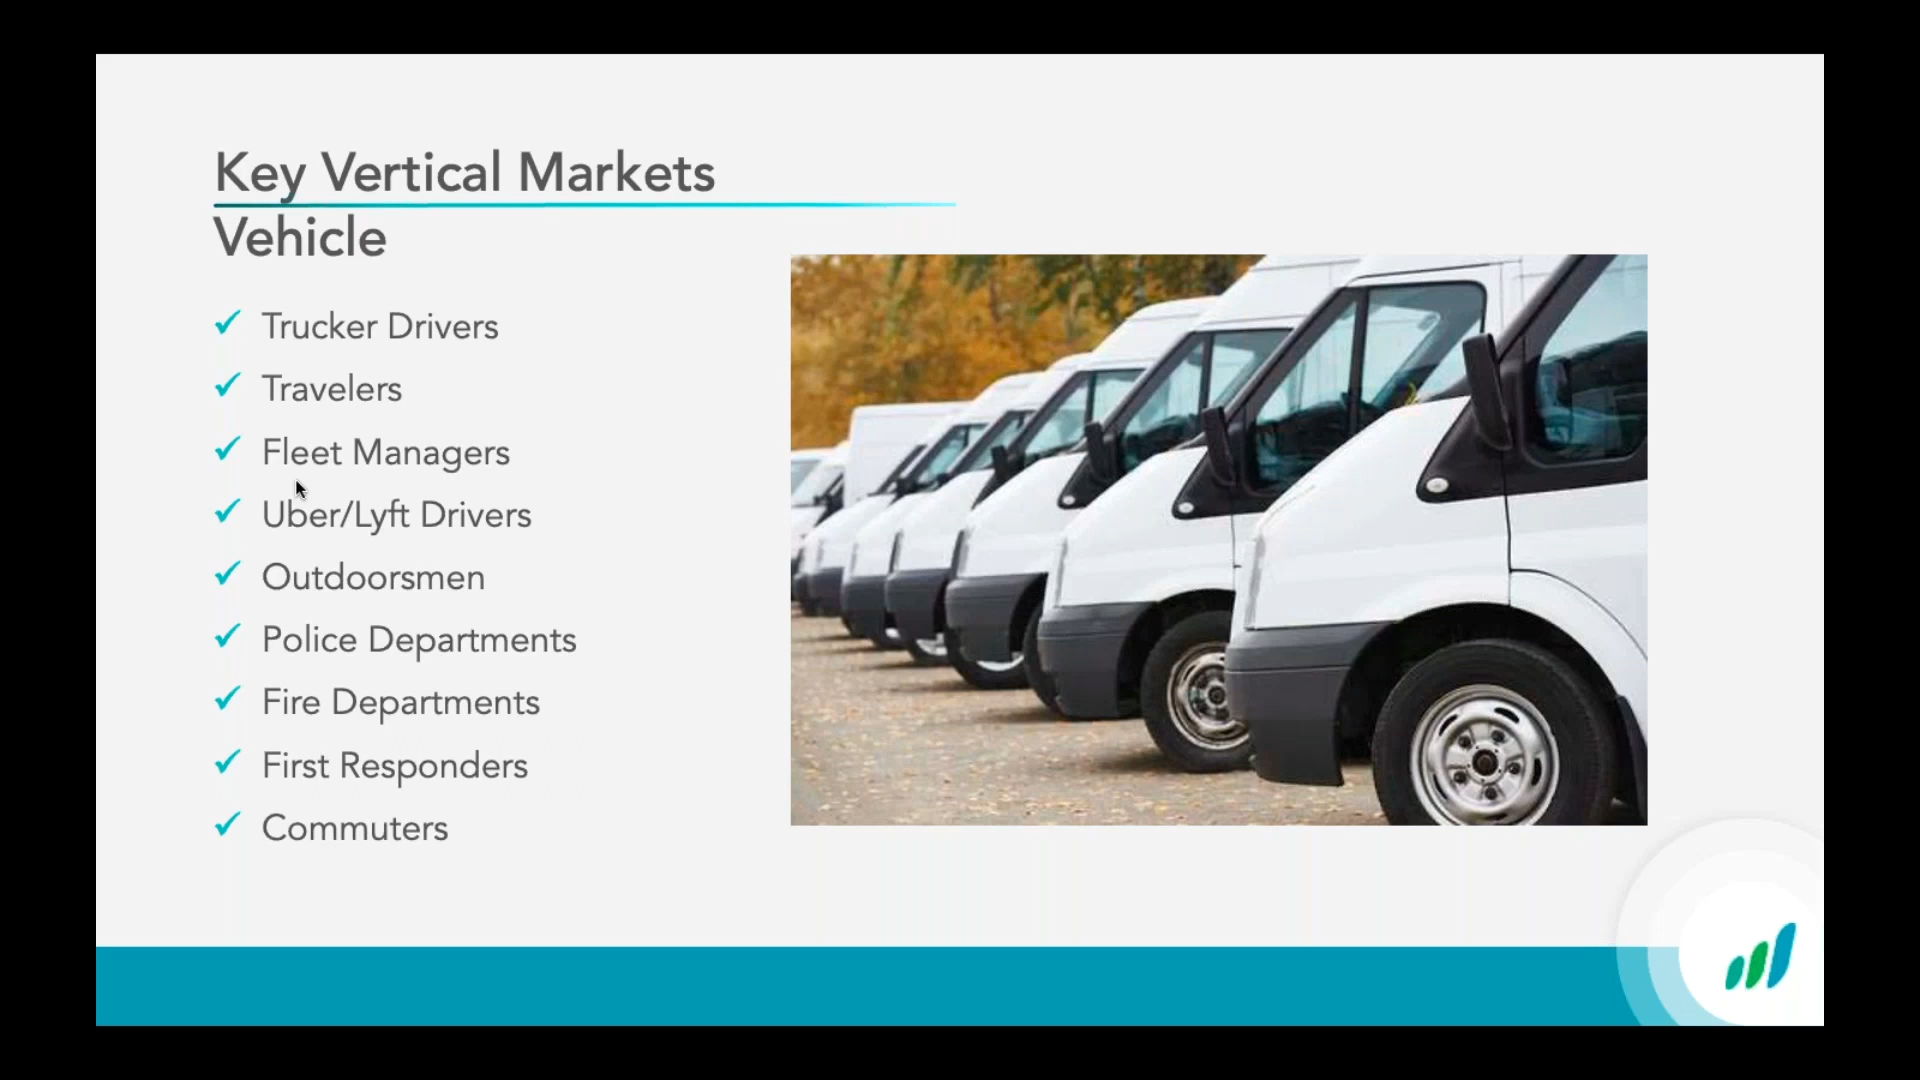 Key Vertical Markets
Vehicle
Trucker Drivers
Travelers
Fleet Managers
Uber/Lyft Drivers
Outdoorsmen
Police Departments
Fire Departments
First Responders
Commuters